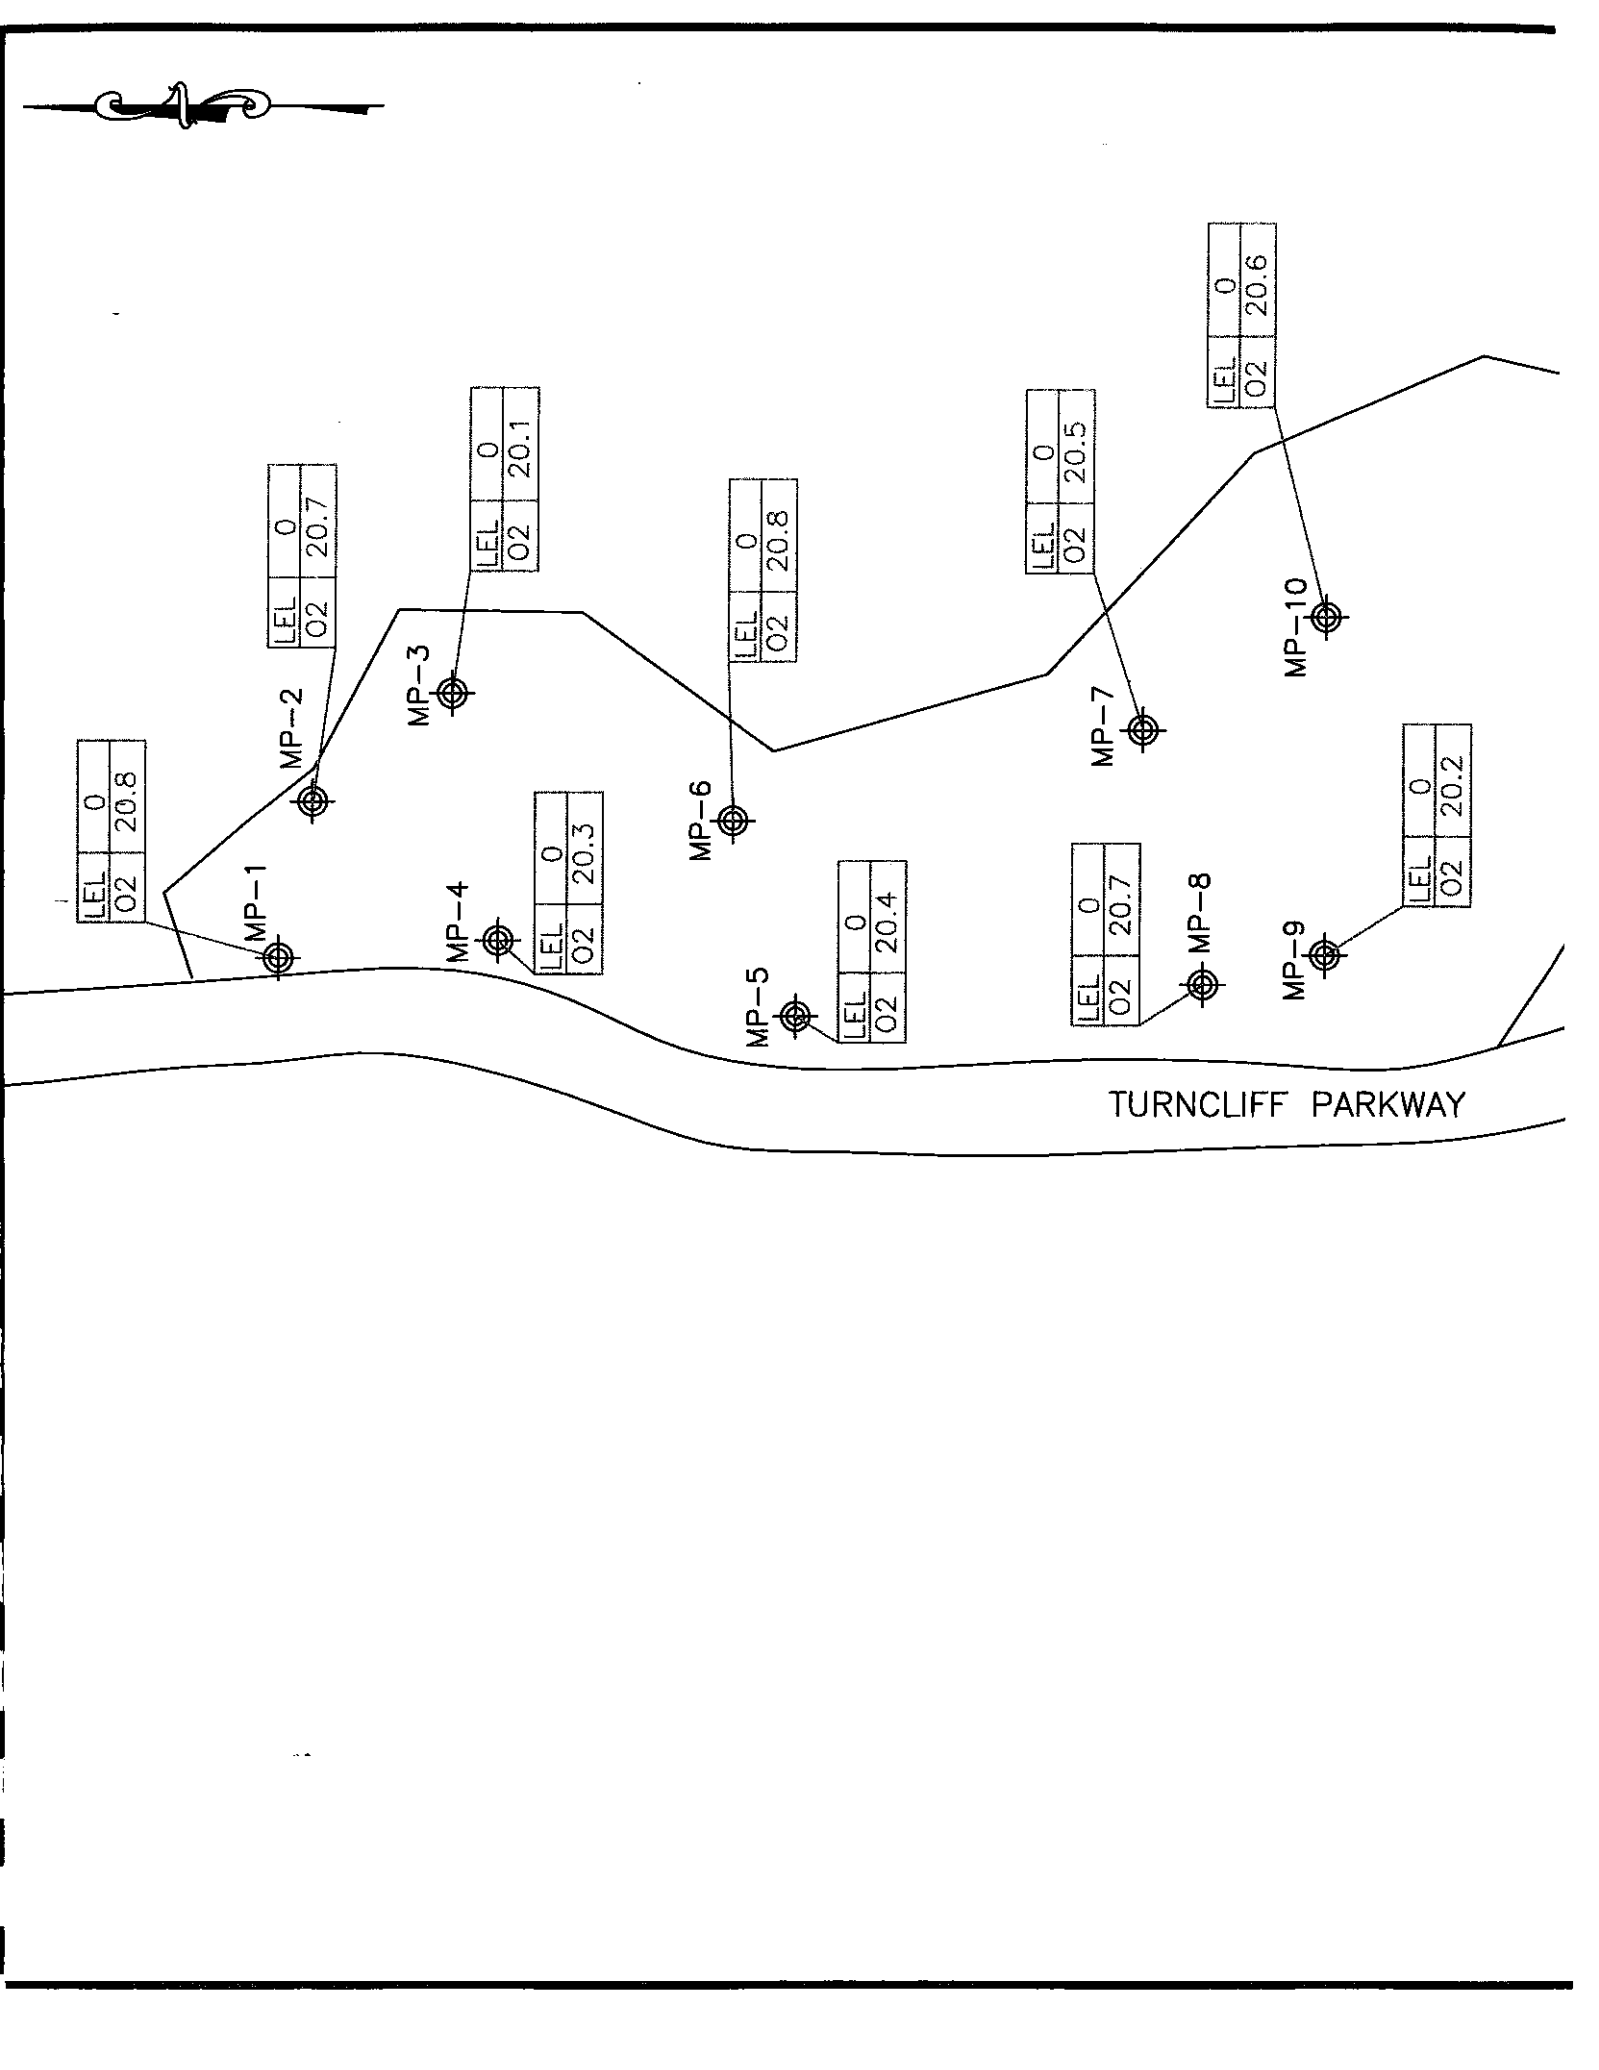 MP-1
LEL 0
O2 20.8
MP-2
LEL 0
O2 20.7
MP-3
LEL 0
O2 20.1
MP-4
LEL 0
O2 20.3
MP-5
LEL 0
O2 20.4
MP-6
LEL 0
O2 20.8
MP-7
LEL 0
O2 20.5
MP-8
LEL 0
O2 20.7
MP-9
LEL 0
O2 20.2
MP-10
LEL 0
O2 20.6
TURNCLIFF PARKWAY